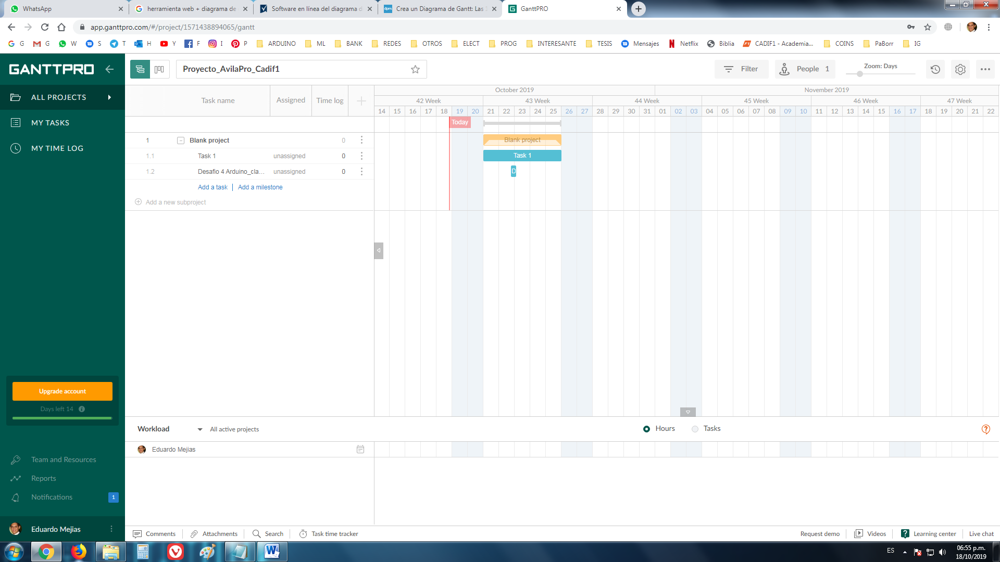 WhatsApp
herramienta web + diagrama de
Software en línea del diagrama d
dpm Crea un Diagrama de Gantt: Las
GanttPRO
app.ganttpro.com/#/project/1571438894065/gantt
G G W S T H Y F I P ARDUINO ML BANK REDES OTROS ELECT PROG INTERESANTE TESIS Mensajes Netflix Biblia CADIF1 - Academia... COINS PaBorr IG
GANTTPRO
Proyecto_AvilaPro_Cadif1
Filter
People 1
Zoom: Days
ALL PROJECTS
MY TASKS
MY TIME LOG
Task name Assigned Time log
October 2019 November 2019
42 Week 43 Week 44 Week 45 Week 46 Week 47 Week
14 15 16 17 18 19 20 21 22 23 24 25 26 27 28 29 30 31 01 02 03 04 05 06 07 08 09 10 11 12 13 14 15 16 17 18 19 20 21 22
Today
1 Blank project 0 Blank project
1.1 Task 1 unassigned 0 Task 1
1.2 Desafio 4 Arduino_cla... unassigned 0 D
Add a task Add a milestone
Add a new subproject
Upgrade account
Days left 14
Workload All active projects Hours Tasks
Eduardo Mejias
Team and Resources
Reports
Notifications 1
Eduardo Mejias
Comments Attachments Search Task time tracker Request demo Videos Learning center Live chat
ES 06:55 p.m.
18/10/2019